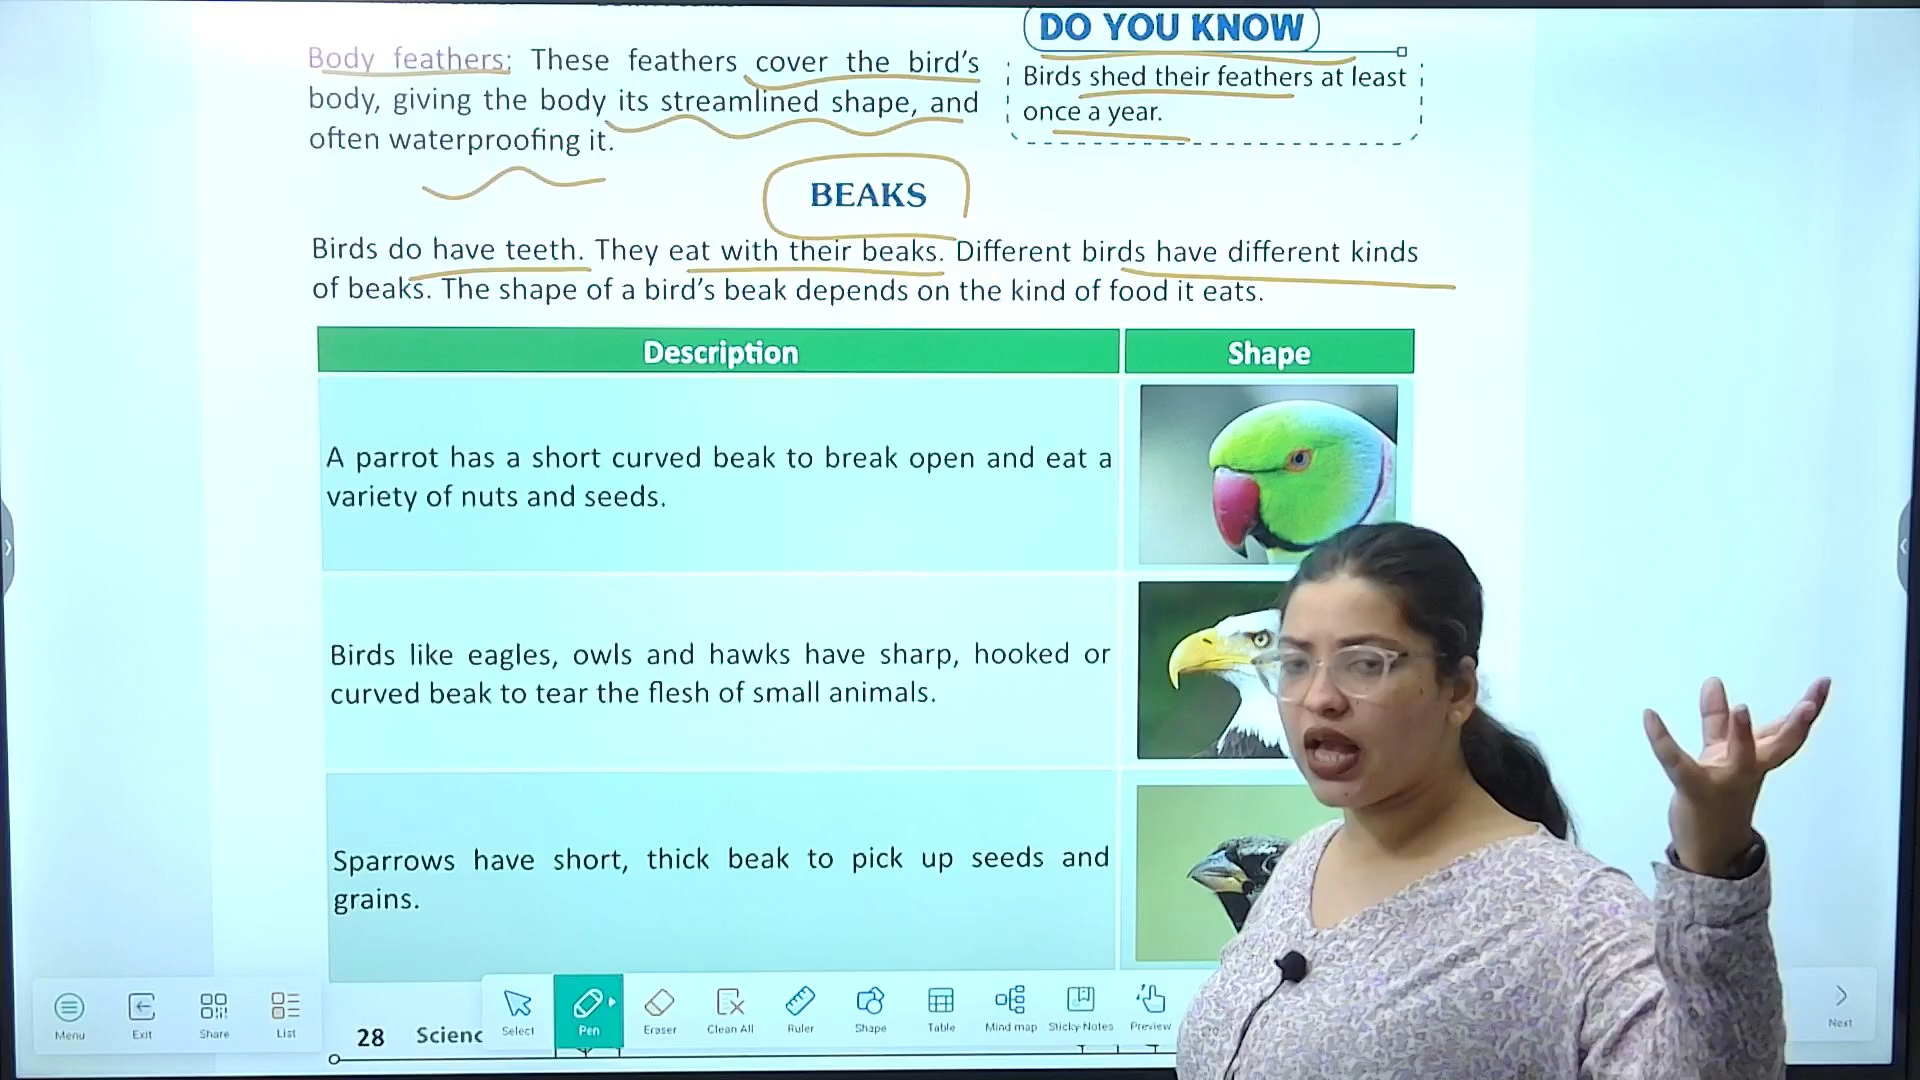 DO YOU KNOW
Body feathers: These feathers cover the bird's
body, giving the body its streamlined shape, and
often waterproofing it.
Birds shed their feathers at least
once a year.
BEAKS
Birds do have teeth. They eat with their beaks. Different birds have different kinds
of beaks. The shape of a bird's beak depends on the kind of food it eats.
Description Shape
A parrot has a short curved beak to break open and eat a
variety of nuts and seeds.
Birds like eagles, owls and hawks have sharp, hooked or
curved beak to tear the flesh of small animals.
Sparrows have short, thick beak to pick up seeds and
grains.
Menu Exit Share List
28 Scienc
Select Pen Eraser Clean All Ruler Shape Table Mind map Sticky Notes Preview
Next